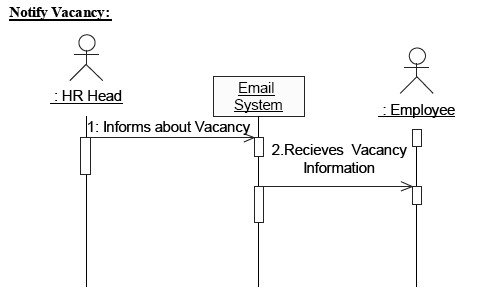 Notify Vacancy:
: HR Head
Email
System
: Employee
1: Informs about Vacancy
2.Recieves Vacancy
Information